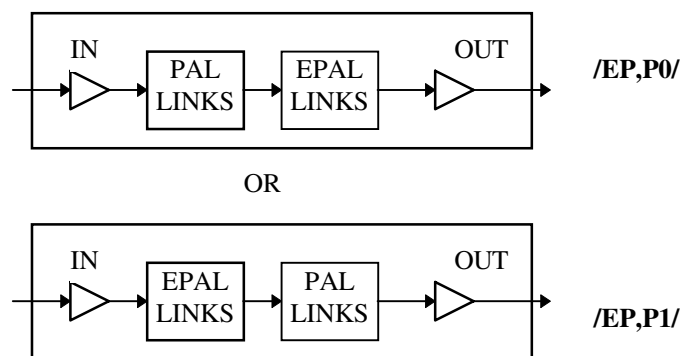 IN
OUT
PAL
LINKS
EPAL
LINKS
/EP,P0/
OR
IN
OUT
EPAL
LINKS
PAL
LINKS
/EP,P1/